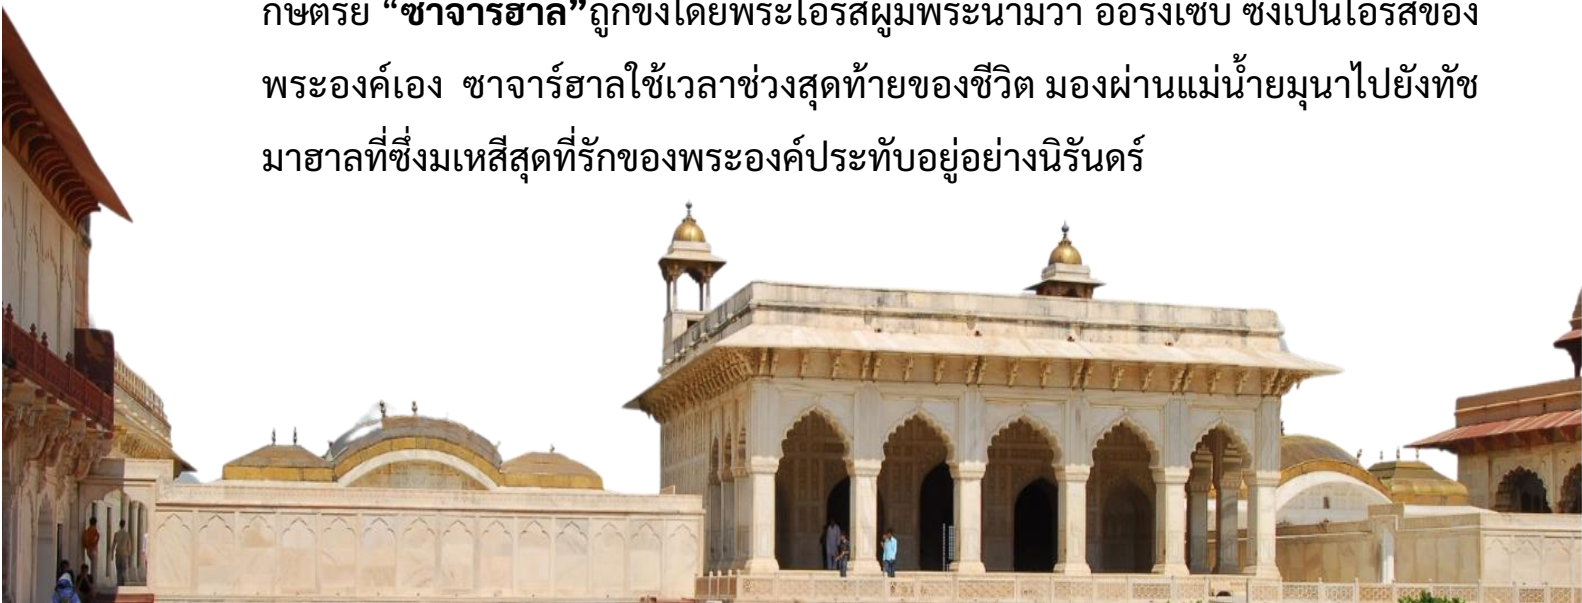 กษัตริย์ “ซาจาร์ฮาล”ถูกขังโดยพระโอรสผู้มีพระนามว่า ออรังเซบ ซึ่งเป็นโอรสของ
พระองค์เอง ซาจาร์ฮาลใช้เวลาช่วงสุดท้ายของชีวิต มองผ่านแม่น้ำยมุนาไปยังทัช
มาฮาลที่ซึ่งมเหสีสุดที่รักของพระองค์ประทับอยู่อย่างนิรันดร์